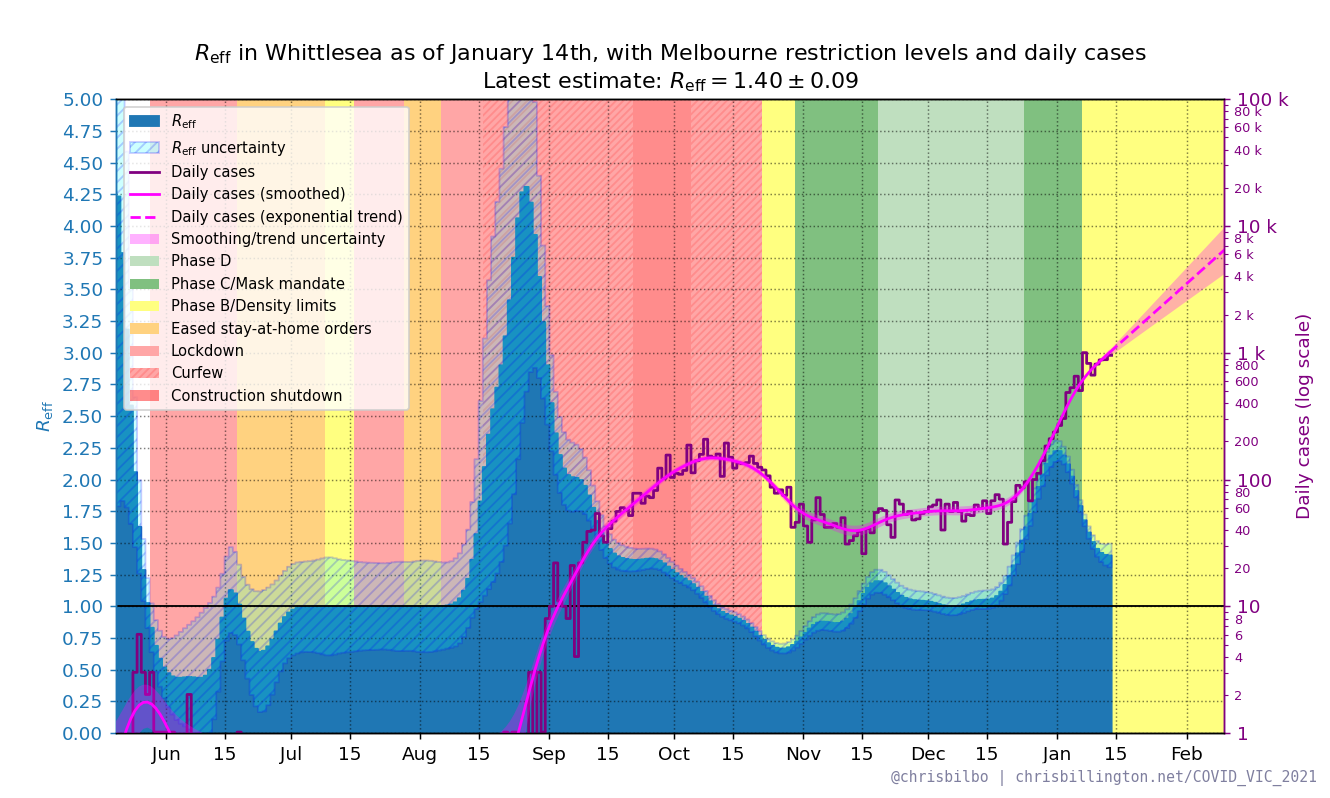 Reff in Whittlesea as of January 14th, with Melbourne restriction levels and daily cases
Latest estimate: Reff = 1.40 ± 0.09
Reff
Reff uncertainty
Daily cases
Daily cases (smoothed)
Daily cases (exponential trend)
Smoothing/trend uncertainty
Phase D
Phase C/Mask mandate
Phase B/Density limits
Eased stay-at-home orders
Lockdown
Curfew
Construction shutdown
Reff
5.00
4.75
4.50
4.25
4.00
3.75
3.50
3.25
3.00
2.75
2.50
2.25
2.00
1.75
1.50
1.25
1.00
0.75
0.50
0.25
0.00
100 k
80 k
60 k
40 k
20 k
10 k
8 k
6 k
4 k
2 k
1 k
800
600
400
200
100
80
60
40
20
10
8
6
4
2
1
Daily cases (log scale)
Jun 15 Jul 15 Aug 15 Sep 15 Oct 15 Nov 15 Dec 15 Jan 15 Feb
@chrisbilbo | chrisbillington.net/COVID_VIC_2021